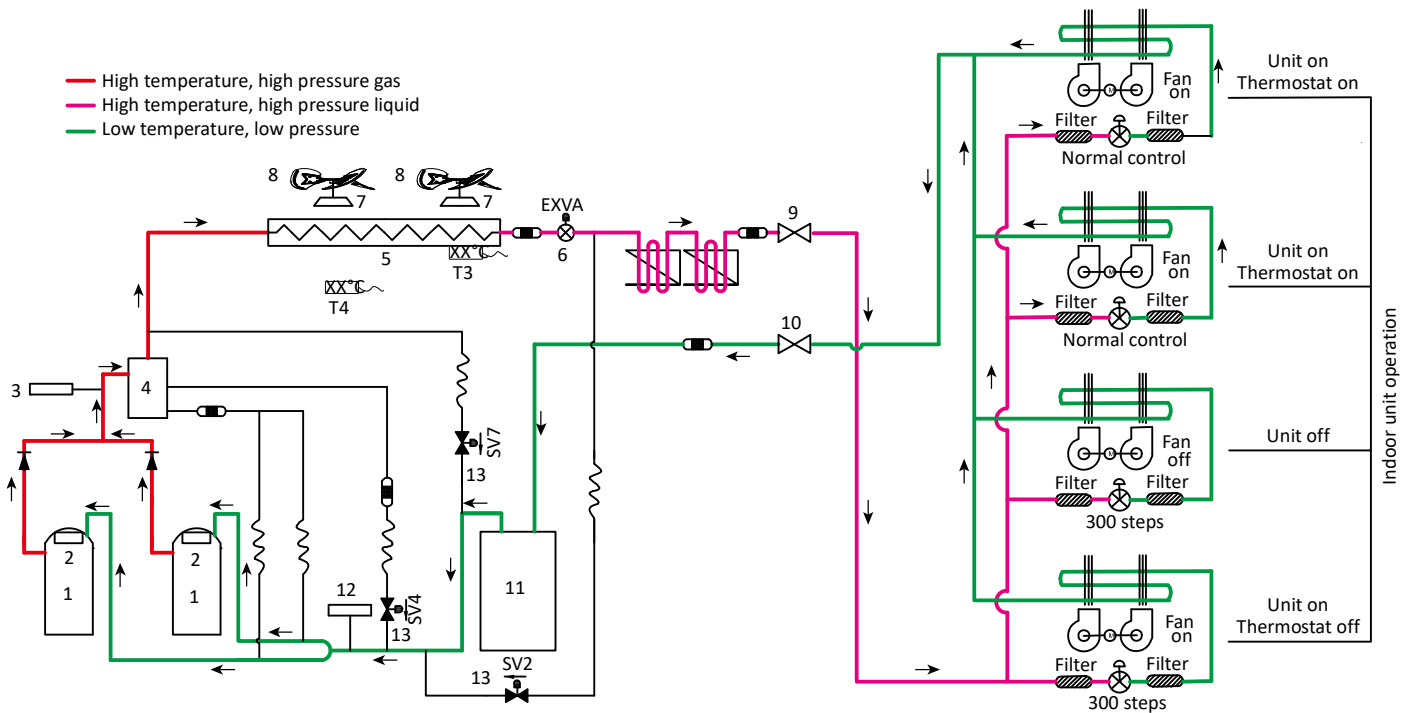 High temperature, high pressure gas
High temperature, high pressure liquid
Low temperature, low pressure
8
7
8
7
EXVA
9
5
XX°
T3
6
XX°
T4
10
3
4
SV7
13
2
1
2
1
12
SV4
13
11
SV2
13
M
Fan
on
Filter
Filter
Normal control
Unit on
Thermostat on
M
Fan
on
Filter
Filter
Normal control
Unit on
Thermostat on
M
Fan
off
Filter
Filter
300 steps
Unit off
M
Fan
on
Filter
Filter
300 steps
Unit on
Thermostat off
Indoor unit operation